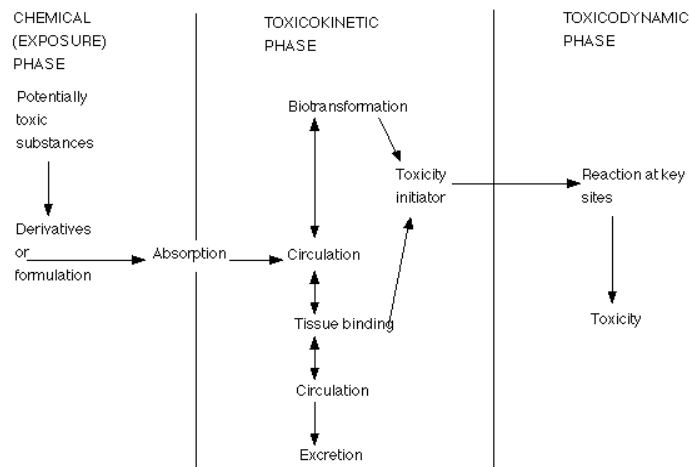 CHEMICAL
(EXPOSURE)
PHASE
Potentially
toxic
substances
Derivatives
or
formulation
Absorption
TOXICOKINETIC
PHASE
Biotransformation
Toxicity
initiator
Circulation
Tissue binding
Circulation
Excretion
TOXICODYNAMIC
PHASE
Reaction at key
sites
Toxicity